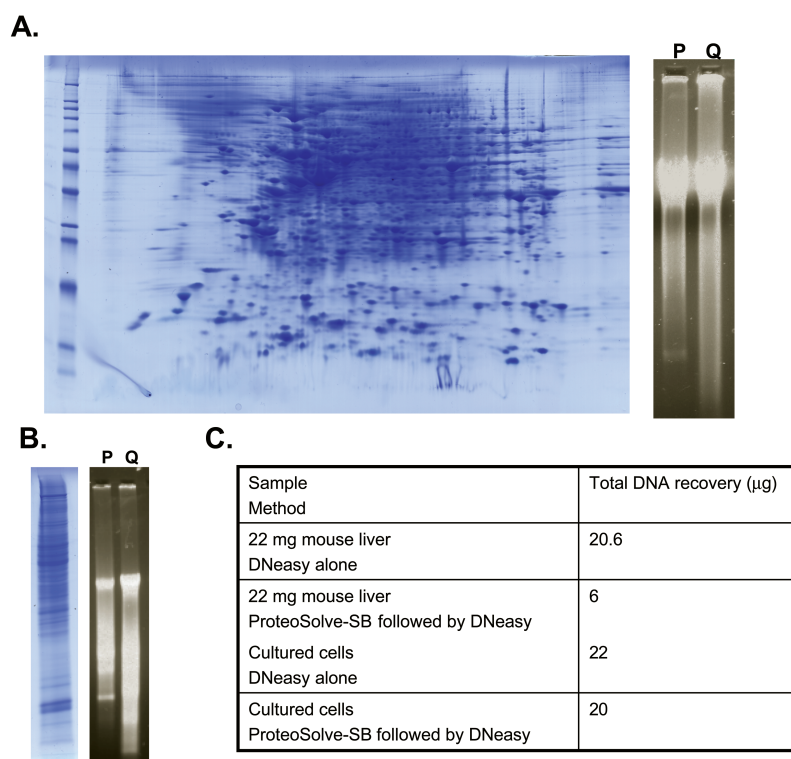 A.
P Q
B.
P Q
C.
Sample Total DNA recovery (μg)
Method
22 mg mouse liver 20.6
DNeasy alone
22 mg mouse liver 6
ProteoSolve-SB followed by DNeasy
Cultured cells 22
DNeasy alone
Cultured cells 20
ProteoSolve-SB followed by DNeasy